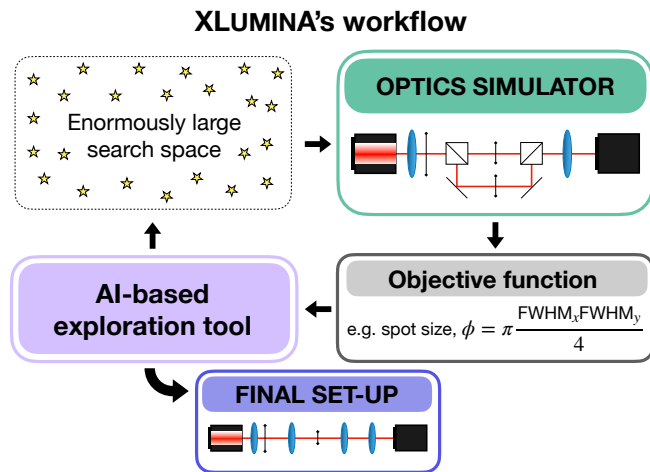 XLUMINA's workflow
Enormously large
search space
OPTICS SIMULATOR
Objective function
e.g. spot size, ϕ = π FWHMₓFWHMᵧ / 4
AI-based
exploration tool
FINAL SET-UP